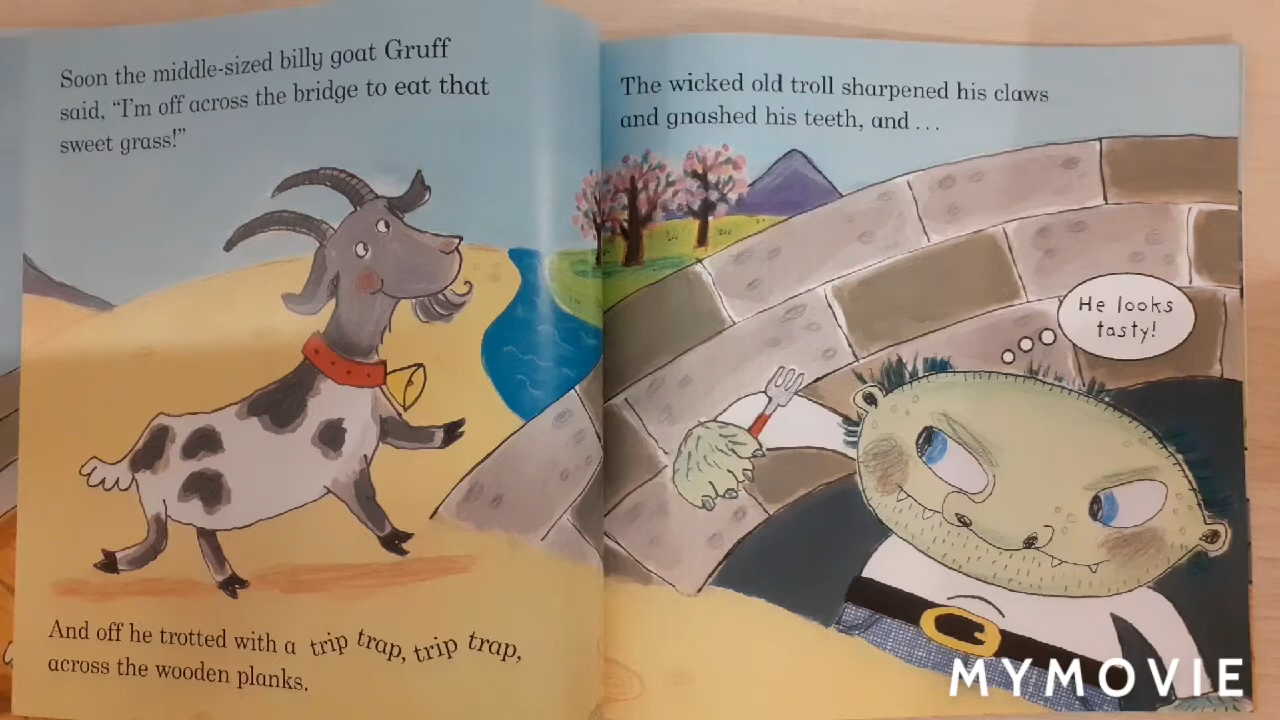 Soon the middle-sized billy goat Gruff
said, “I'm off across the bridge to eat that
sweet grass!”
And off he trotted with a trip trap, trip trap,
across the wooden planks.
The wicked old troll sharpened his claws
and gnashed his teeth, and ...
He looks
tasty!
MYMOVIE